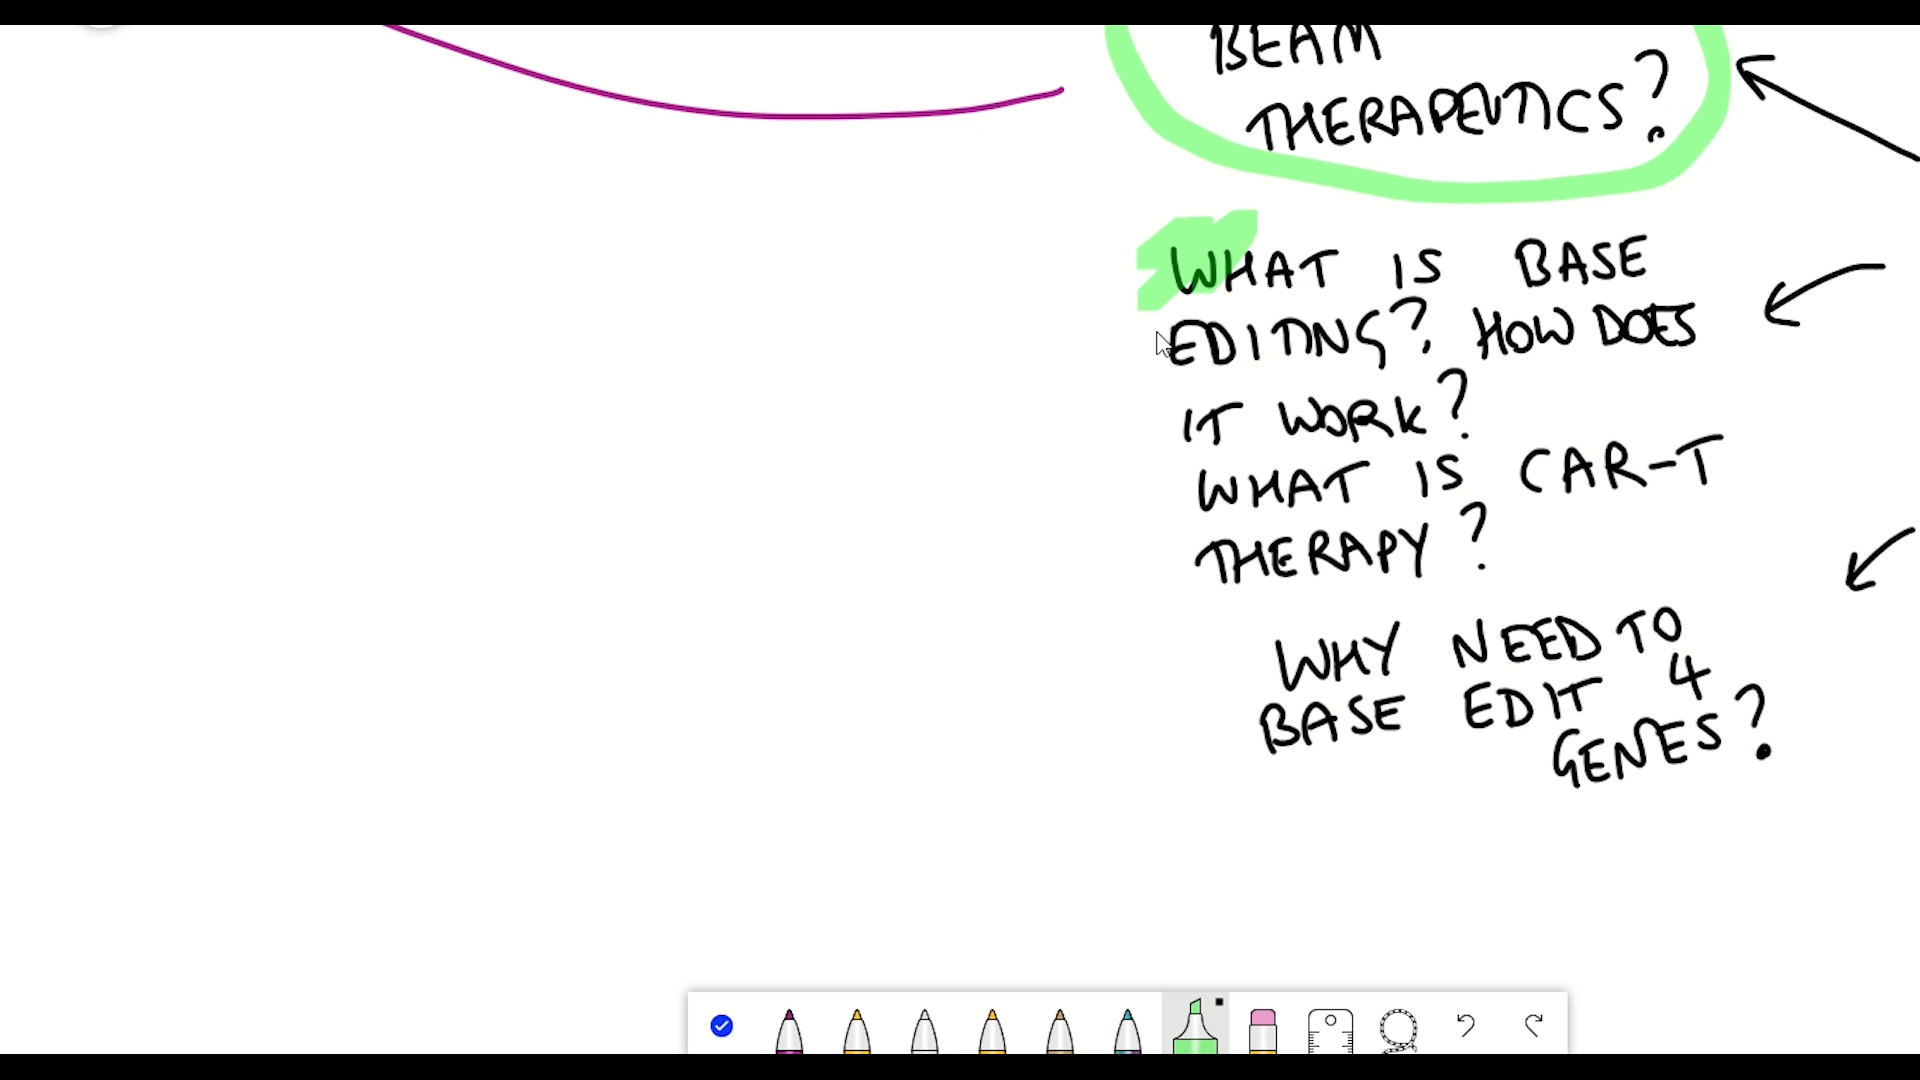 BEAM
THERAPEUTICS?
WHAT IS BASE
EDITING? HOW DOES
IT WORK?
WHAT IS CAR-T
THERAPY?
WHY NEED TO
BASE EDIT 4
GENES?